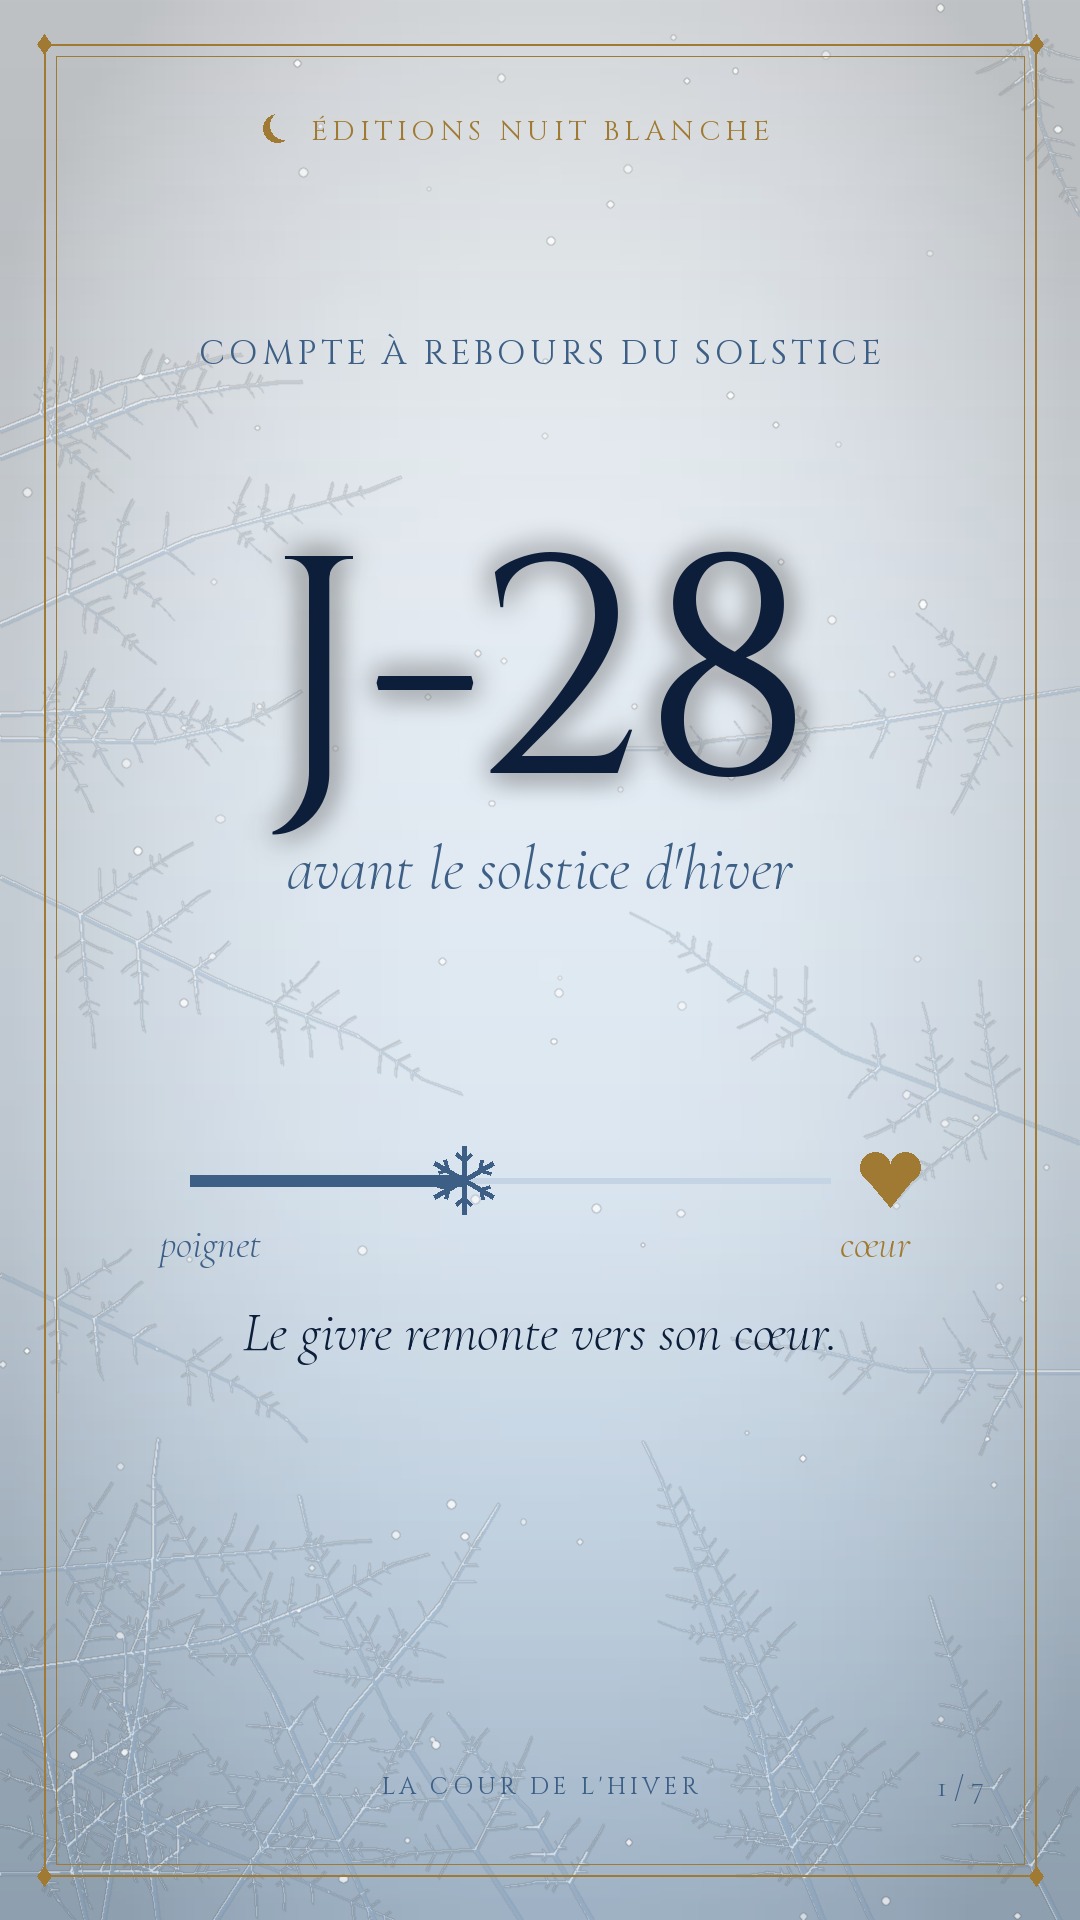 ÉDITIONS NUIT BLANCHE
COMPTE À REBOURS DU SOLSTICE
J-28
avant le solstice d'hiver
poignet
cœur
Le givre remonte vers son cœur.
LA COUR DE L'HIVER
1/7